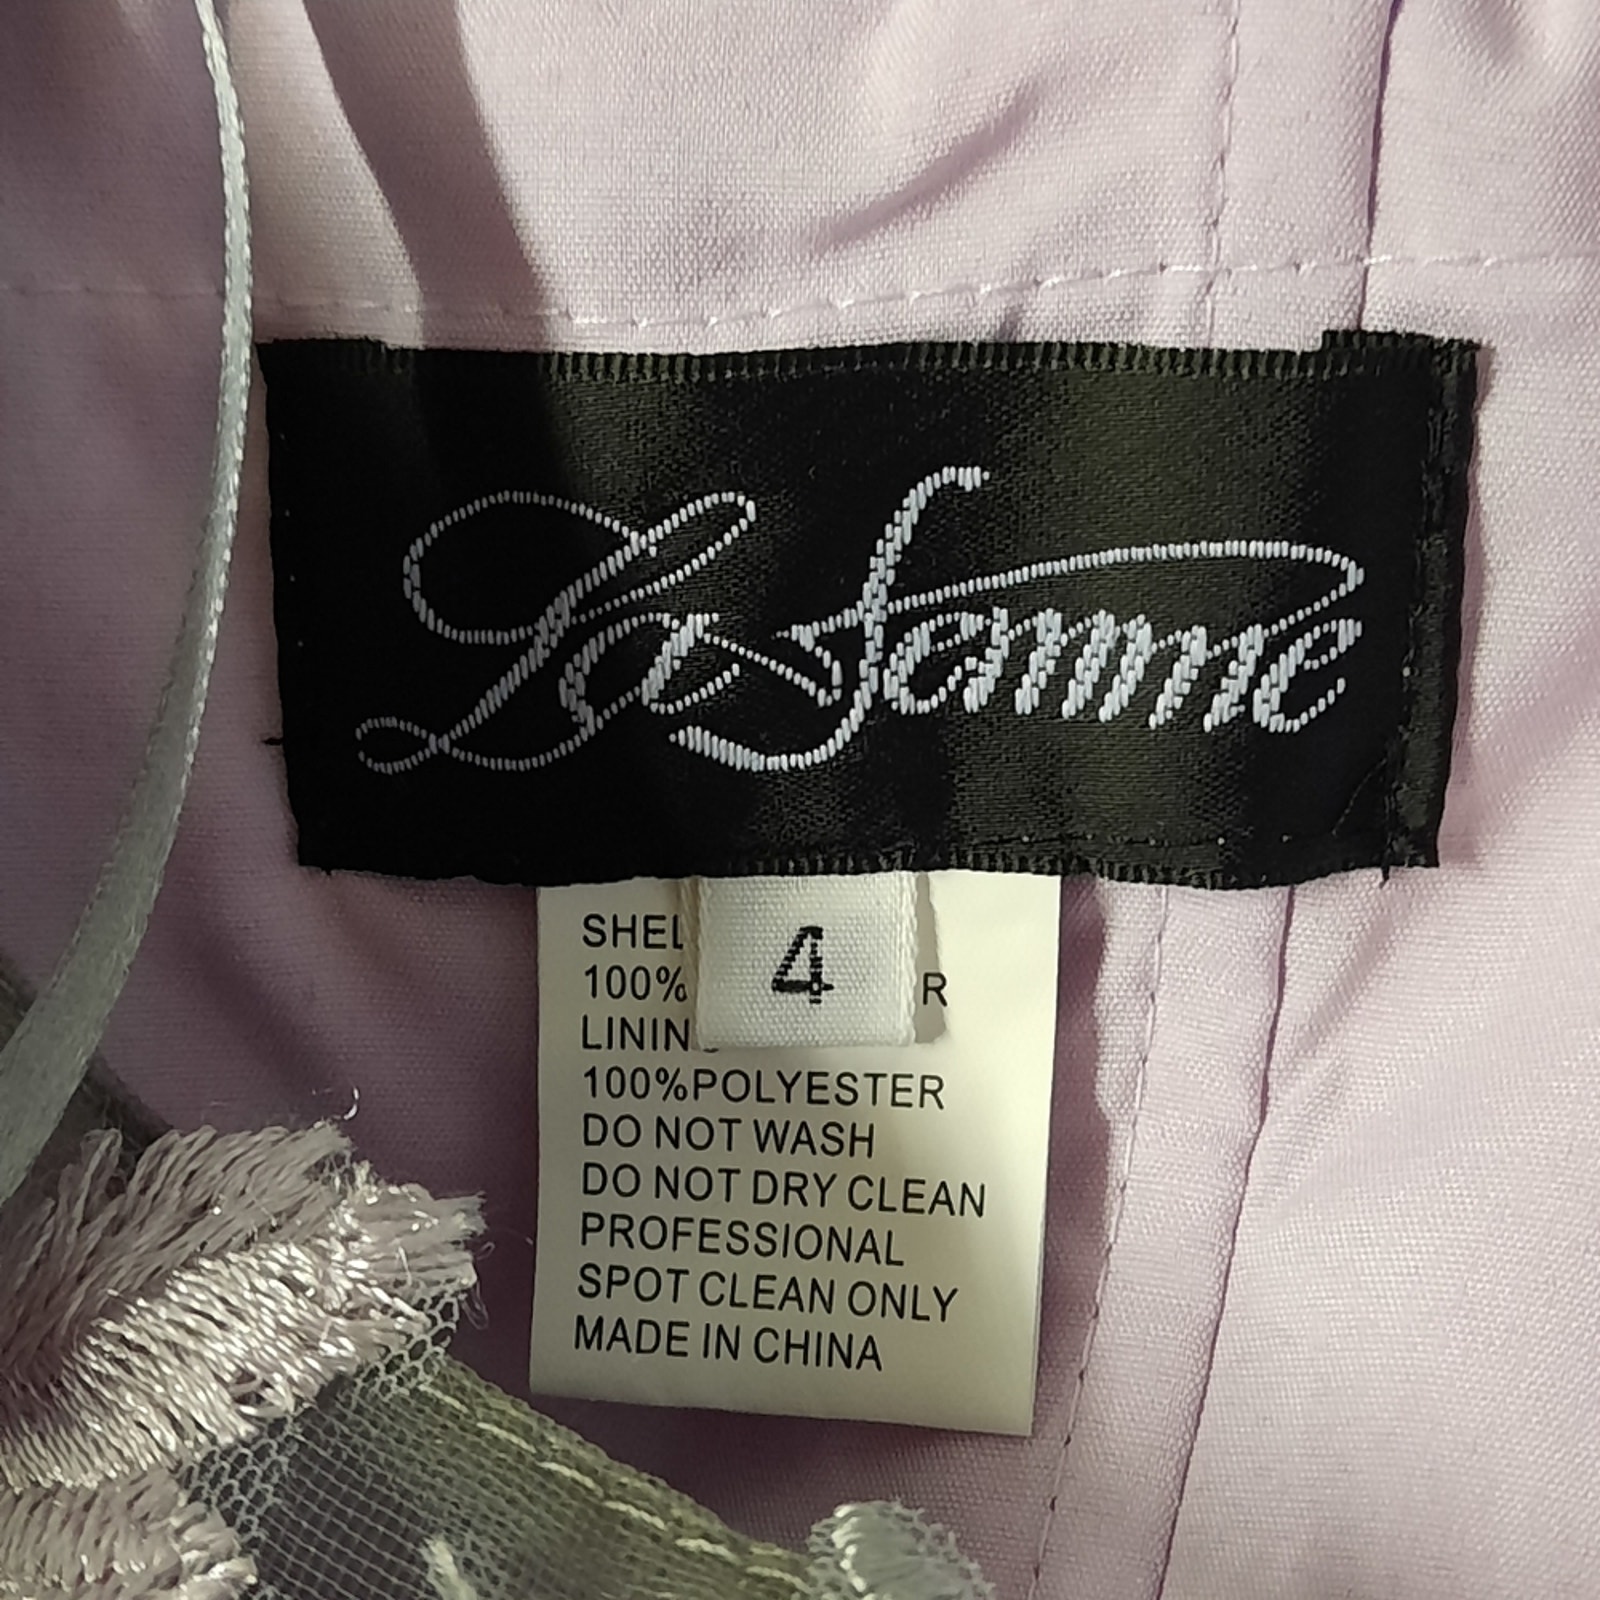 La Femme
4
SHEL
100% R
LININ
100%POLYESTER
DO NOT WASH
DO NOT DRY CLEAN
PROFESSIONAL
SPOT CLEAN ONLY
MADE IN CHINA